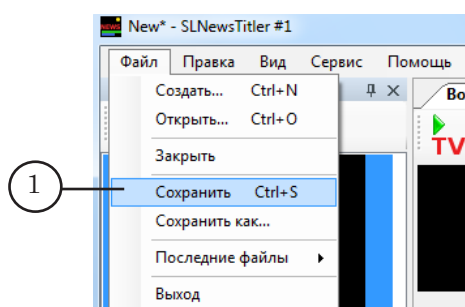 NEWS New* - SLNewsTitler #1
Файл Правка Вид Сервис Помощь
Создать... Ctrl+N
Открыть... Ctrl+O
Закрыть
1 Сохранить Ctrl+S
Сохранить как...
Последние файлы
Выход
Во
TV